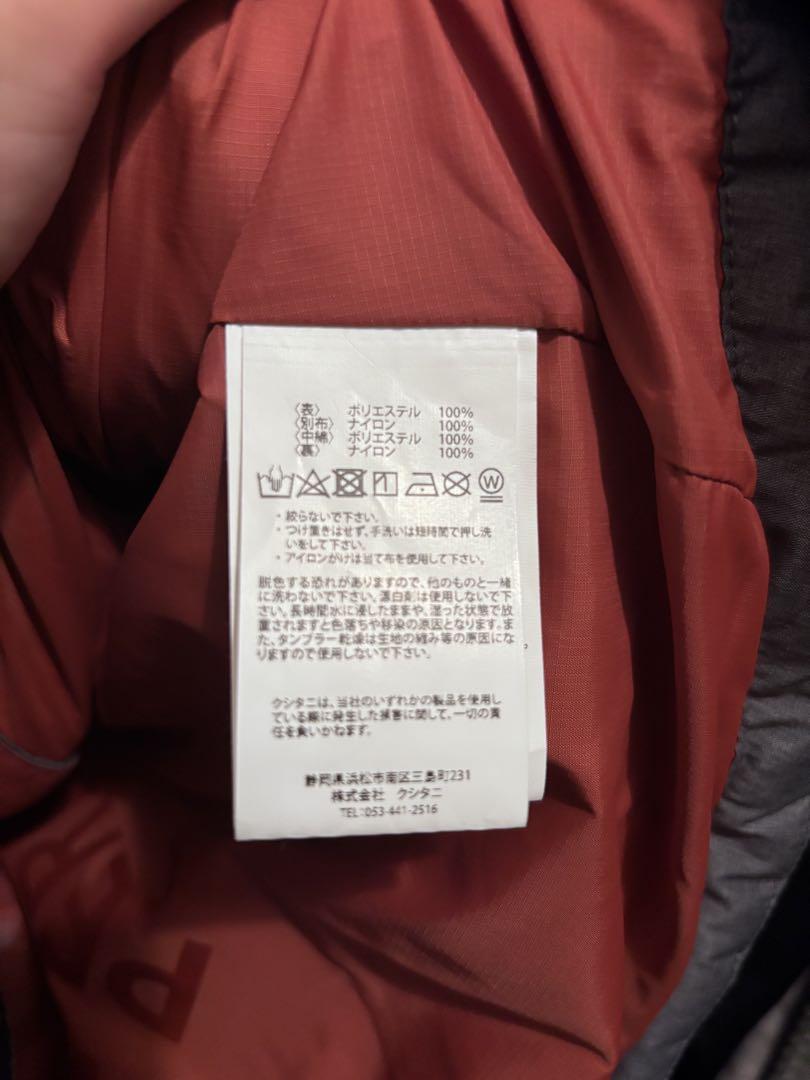 〈表〉 ポリエステル 100%
〈別布〉 ナイロン 100%
〈中綿〉 ポリエステル 100%
〈裏〉 ナイロン 100%
W
・絞らないで下さい。
・つけ置きはせず、手洗いは短時間で押し洗
いをして下さい。
・アイロンがけは当て布を使用して下さい。
脱色する恐れがありますので、他のものと一緒
に洗わないで下さい。漂白剤は使用しないで下
さい。長時間水に浸したままや、湿った状態で放
置されますと色落ちや移染の原因となります。ま
た、タンブラー乾燥は生地の縮み等の原因にな
りますので使用しないで下さい。
クシタニは、当社のいずれかの製品を使用し
ている際に発生した損害に関して、一切の責
任を負いかねます。
静岡県浜松市南区三島町231
株式会社 クシタニ
TEL:053-441-2516